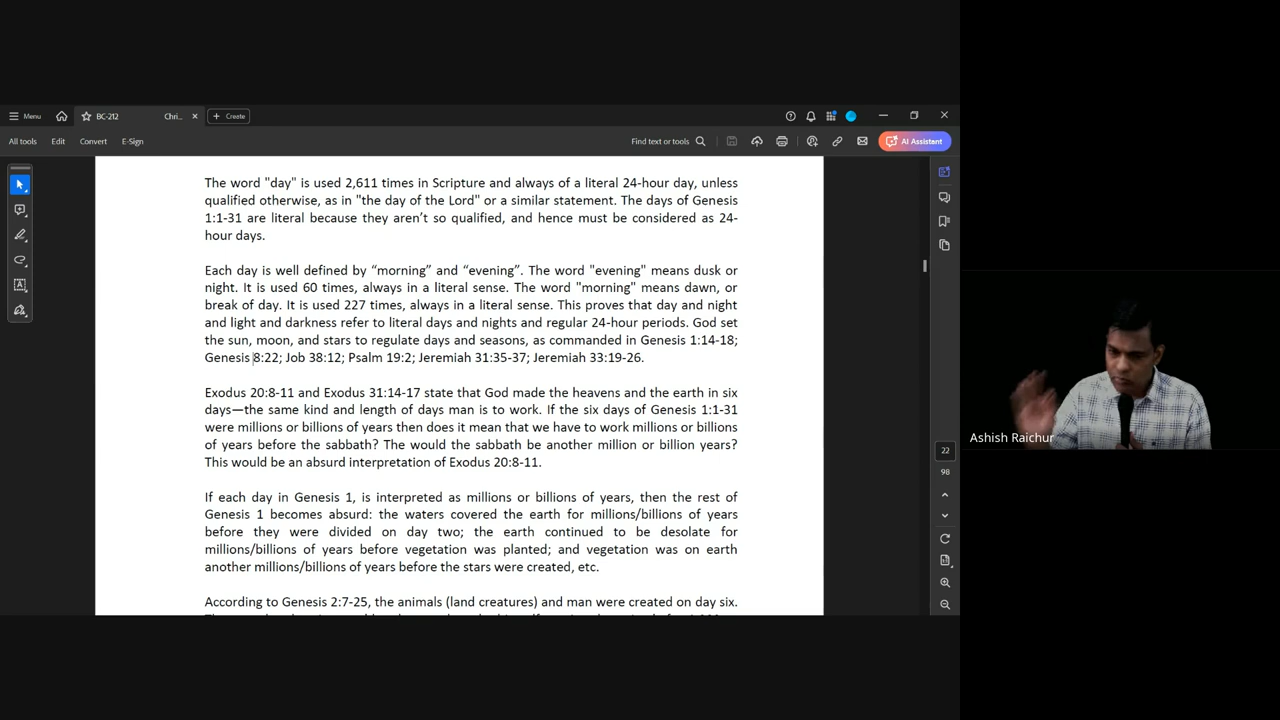 Menu
BC-212
Chri...
Create
All tools
Edit
Convert
E-Sign
Find text or tools
AI Assistant
The word "day" is used 2,611 times in Scripture and always of a literal 24-hour day, unless
qualified otherwise, as in "the day of the Lord" or a similar statement. The days of Genesis
1:1-31 are literal because they aren’t so qualified, and hence must be considered as 24-
hour days.
Each day is well defined by “morning” and “evening”. The word "evening" means dusk or
night. It is used 60 times, always in a literal sense. The word "morning" means dawn, or
break of day. It is used 227 times, always in a literal sense. This proves that day and night
and light and darkness refer to literal days and nights and regular 24-hour periods. God set
the sun, moon, and stars to regulate days and seasons, as commanded in Genesis 1:14-18;
Genesis 8:22; Job 38:12; Psalm 19:2; Jeremiah 31:35-37; Jeremiah 33:19-26.
Exodus 20:8-11 and Exodus 31:14-17 state that God made the heavens and the earth in six
days—the same kind and length of days man is to work. If the six days of Genesis 1:1-31
were millions or billions of years then does it mean that we have to work millions or billions
of years before the sabbath? The would the sabbath be another million or billion years?
This would be an absurd interpretation of Exodus 20:8-11.
If each day in Genesis 1, is interpreted as millions or billions of years, then the rest of
Genesis 1 becomes absurd: the waters covered the earth for millions/billions of years
before they were divided on day two; the earth continued to be desolate for
millions/billions of years before vegetation was planted; and vegetation was on earth
another millions/billions of years before the stars were created, etc.
According to Genesis 2:7-25, the animals (land creatures) and man were created on day six.
22
98
Ashish Raichur